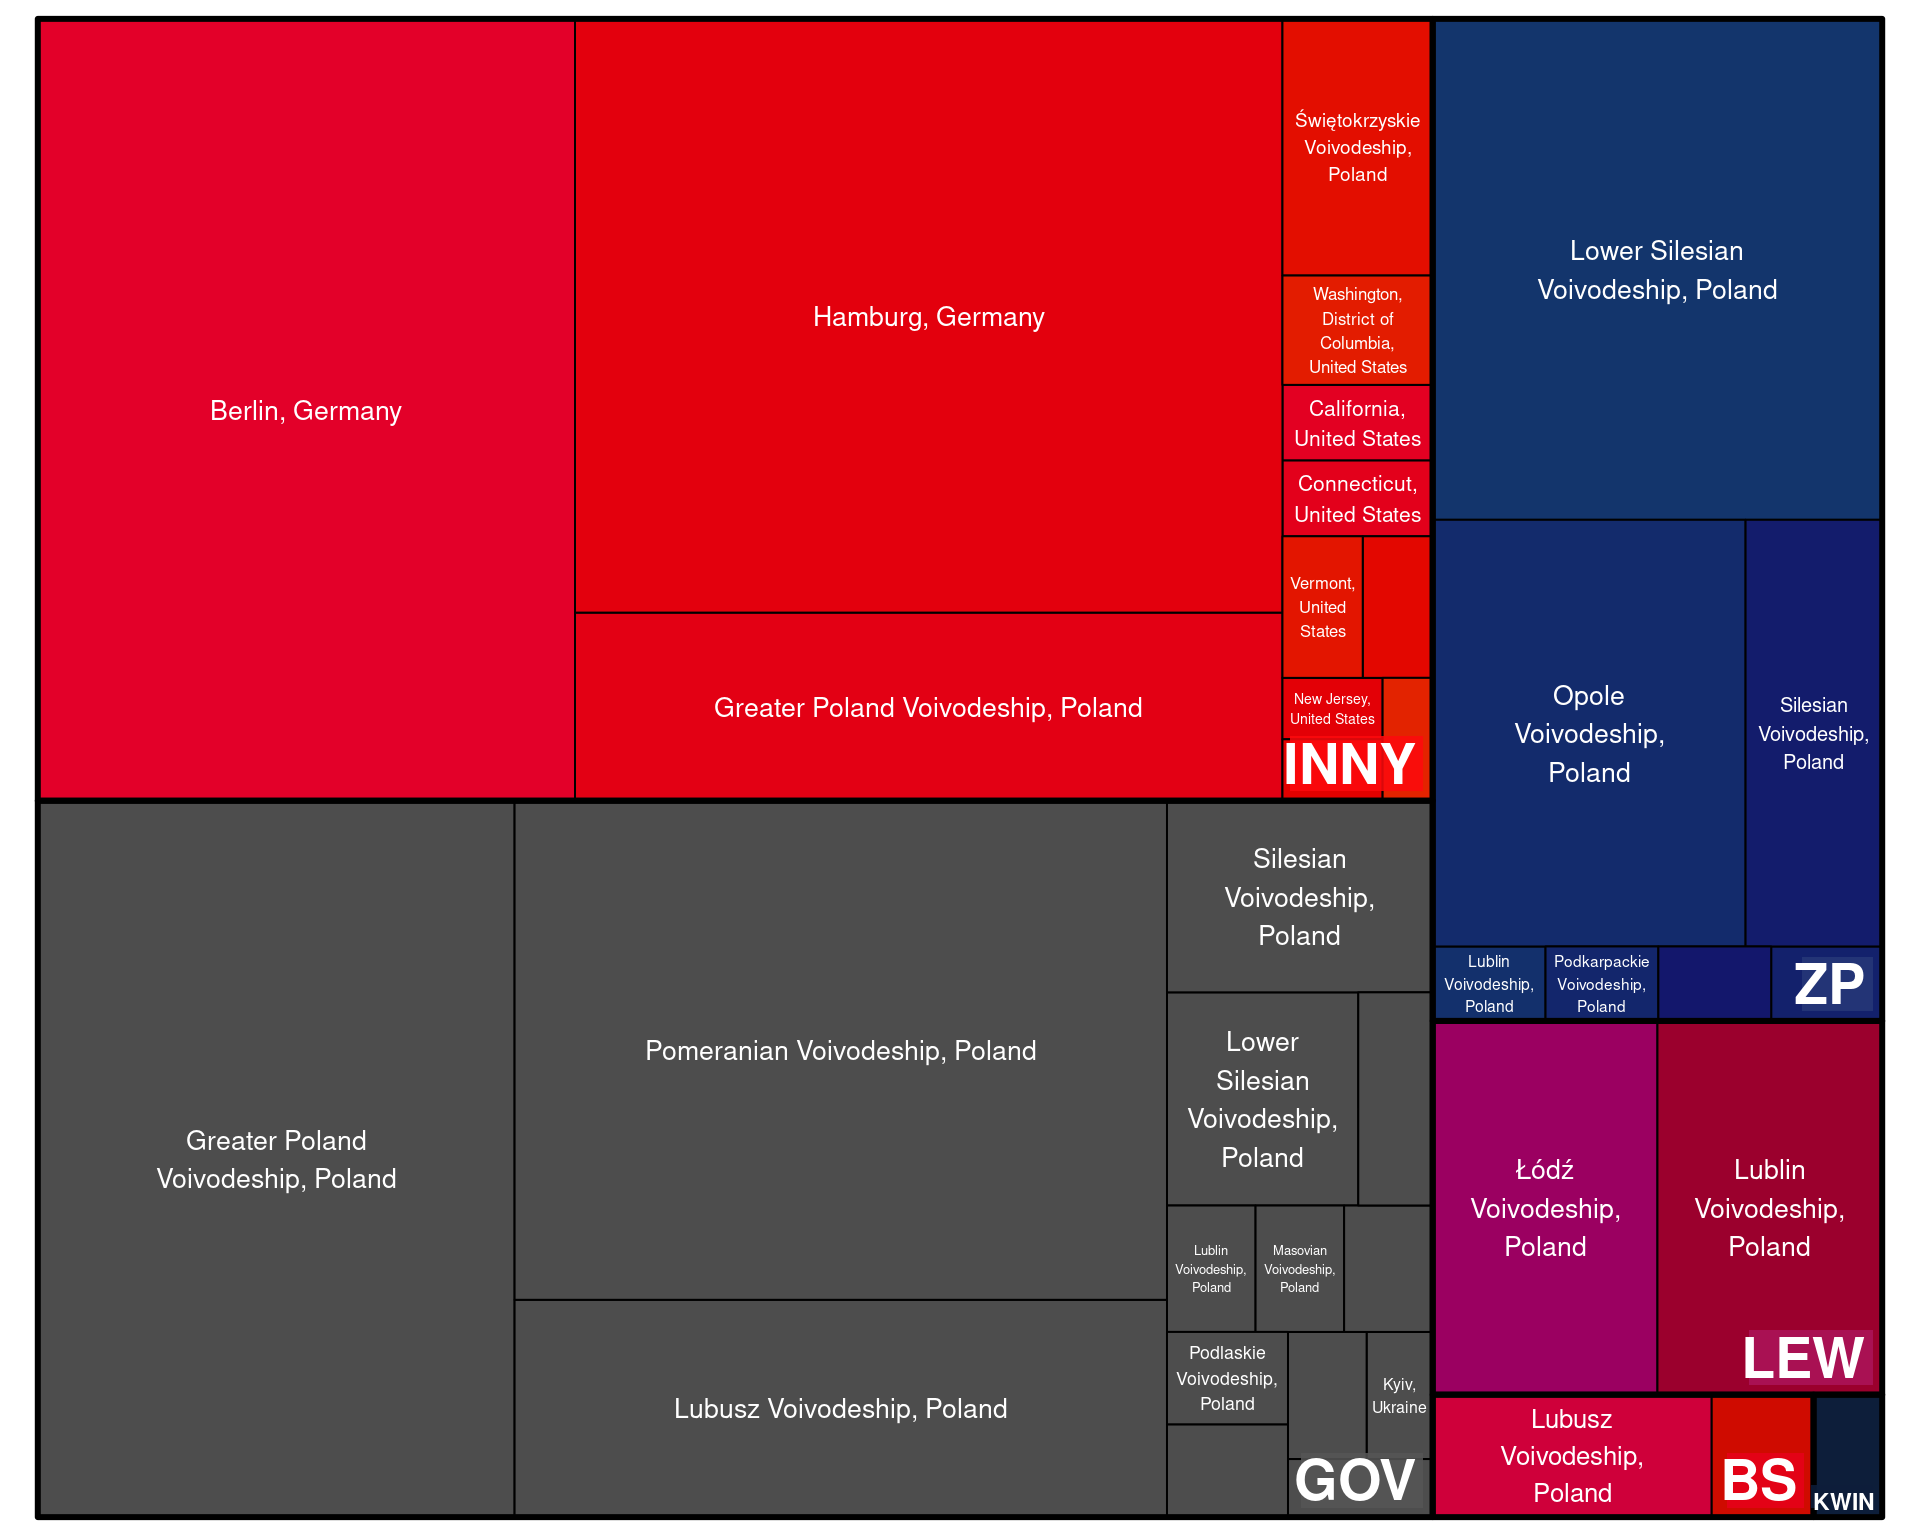 Berlin, Germany
Hamburg, Germany
Greater Poland Voivodeship, Poland
Świętokrzyskie
Voivodeship,
Poland
Washington,
District of
Columbia,
United States
California,
United States
Connecticut,
United States
Vermont,
United
States
New Jersey,
United States
INNY
Greater Poland
Voivodeship, Poland
Pomeranian Voivodeship, Poland
Lubusz Voivodeship, Poland
Silesian
Voivodeship,
Poland
Lower
Silesian
Voivodeship,
Poland
Lublin
Voivodeship,
Poland
Masovian
Voivodeship,
Poland
Podlaskie
Voivodeship,
Poland
Kyiv,
Ukraine
GOV
Lower Silesian
Voivodeship, Poland
Opole
Voivodeship,
Poland
Silesian
Voivodeship,
Poland
Lublin
Voivodeship,
Poland
Podkarpackie
Voivodeship,
Poland
ZP
Łódź
Voivodeship,
Poland
Lublin
Voivodeship,
Poland
LEW
Lubusz
Voivodeship,
Poland
BS
KWIN